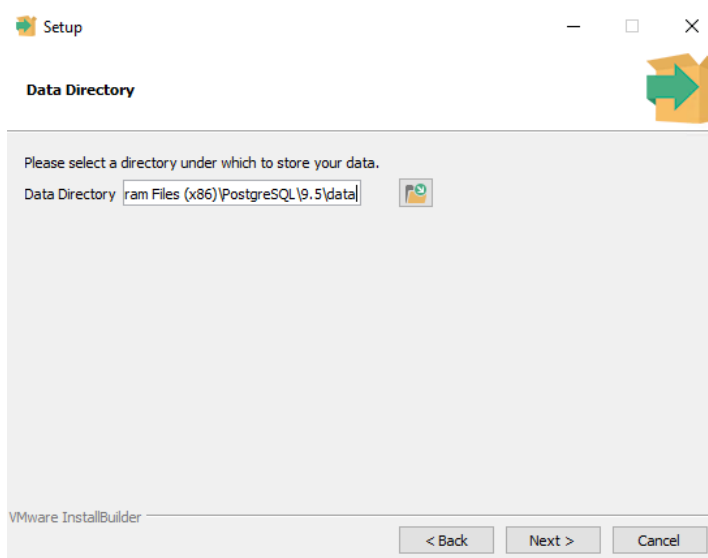 Setup
Data Directory
Please select a directory under which to store your data.
Data Directory ram Files (x86)\PostgreSQL\9.5\data
VMware InstallBuilder
< Back Next > Cancel